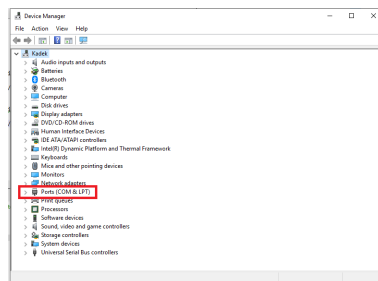 Device Manager
File Action View Help
Kadek
Audio inputs and outputs
Batteries
Bluetooth
Cameras
Computer
Disk drives
Display adapters
DVD/CD-ROM drives
Human Interface Devices
IDE ATA/ATAPI controllers
Intel(R) Dynamic Platform and Thermal Framework
Keyboards
Mice and other pointing devices
Monitors
Network adapters
Ports (COM & LPT)
Print queues
Processors
Software devices
Sound, video and game controllers
Storage controllers
System devices
Universal Serial Bus controllers